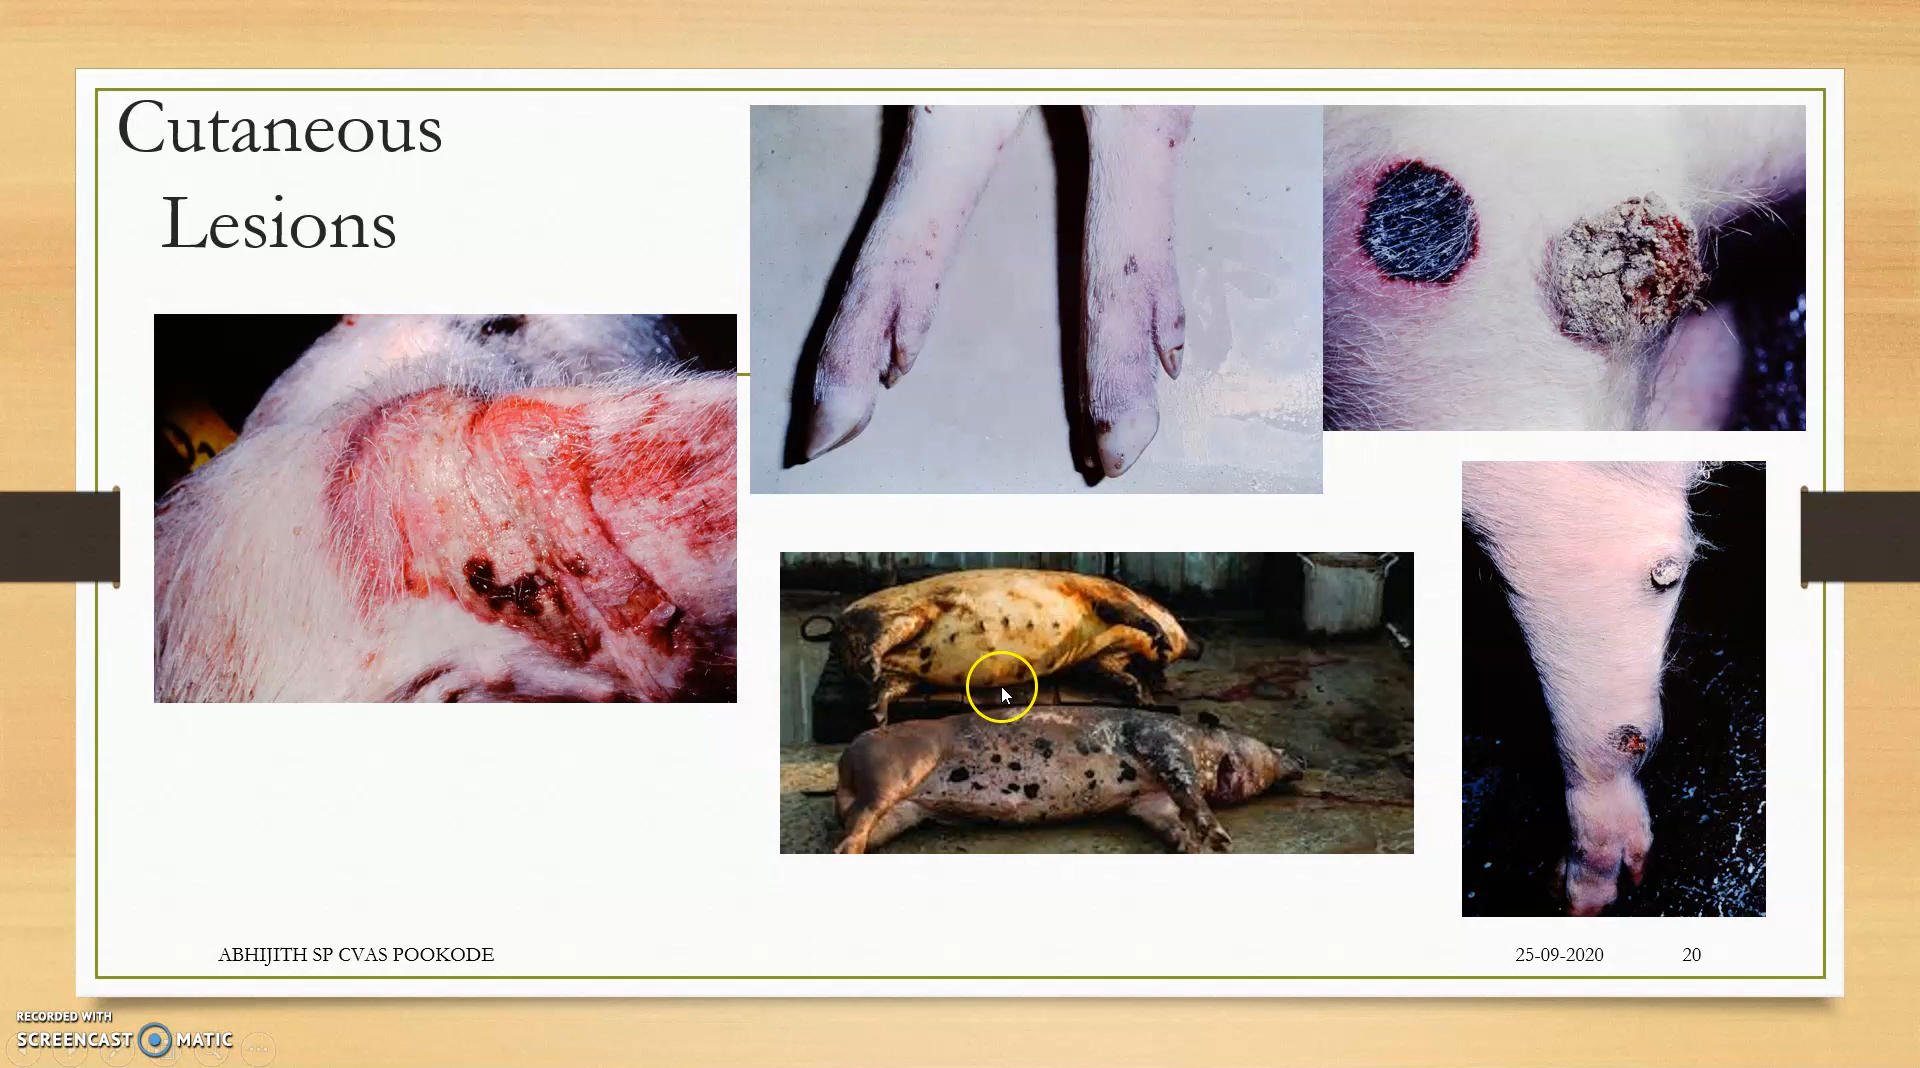 Cutaneous
Lesions
ABHIJITH SP CVAS POOKODE
25-09-2020
20
RECORDED WITH
SCREENCAST MATIC